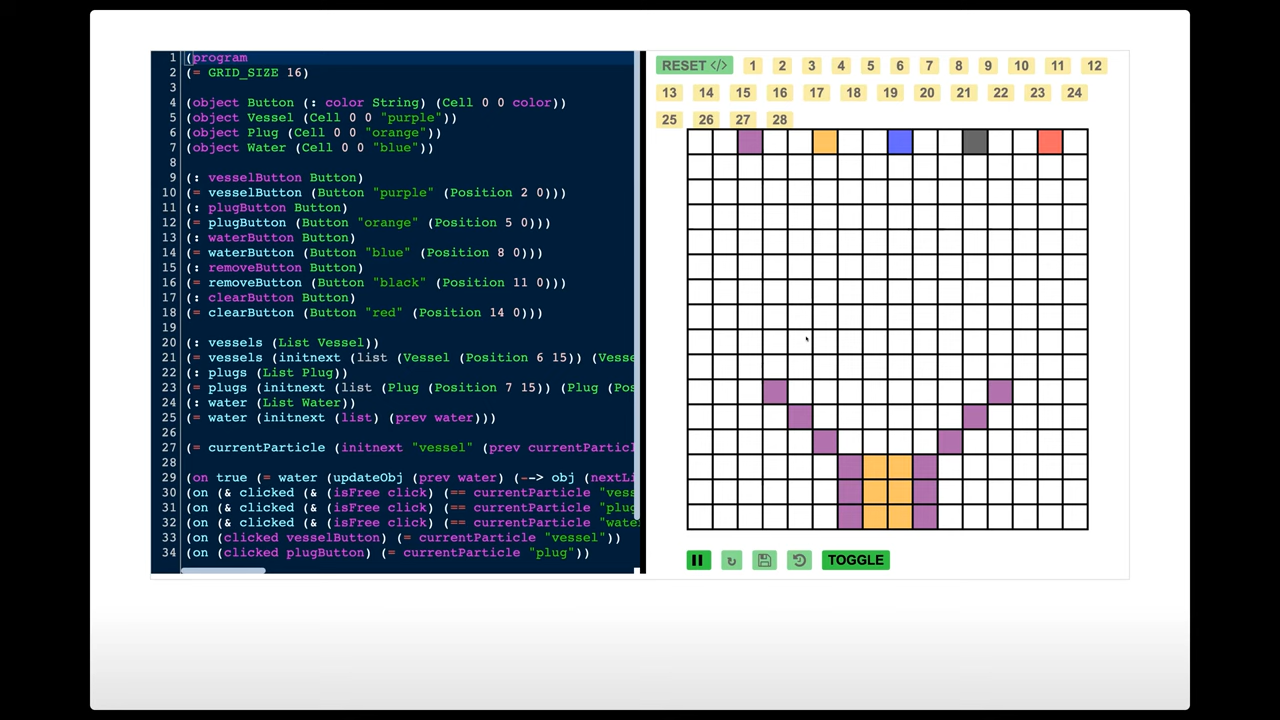 1 (program
2 (= GRID_SIZE 16)
3
4 (object Button (: color String) (Cell 0 0 color))
5 (object Vessel (Cell 0 0 "purple"))
6 (object Plug (Cell 0 0 "orange"))
7 (object Water (Cell 0 0 "blue"))
8
9 (: vesselButton Button)
10 (= vesselButton (Button "purple" (Position 2 0)))
11 (: plugButton Button)
12 (= plugButton (Button "orange" (Position 5 0)))
13 (: waterButton Button)
14 (= waterButton (Button "blue" (Position 8 0)))
15 (: removeButton Button)
16 (= removeButton (Button "black" (Position 11 0)))
17 (: clearButton Button)
18 (= clearButton (Button "red" (Position 14 0)))
19
20 (: vessels (List Vessel))
21 (= vessels (initnext (list (Vessel (Position 6 15)) (Vesse
22 (: plugs (List Plug))
23 (= plugs (initnext (list (Plug (Position 7 15)) (Plug (Pos
24 (: water (List Water))
25 (= water (initnext (list) (prev water)))
26
27 (= currentParticle (initnext "vessel" (prev currentParticl
28
29 (on true (= water (updateObj (prev water) (--> obj (nextLi
30 (on (& clicked (& (isFree click) (== currentParticle "vess
31 (on (& clicked (& (isFree click) (== currentParticle "plug
32 (on (& clicked (& (isFree click) (== currentParticle "wate
33 (on (clicked vesselButton) (= currentParticle "vessel"))
34 (on (clicked plugButton) (= currentParticle "plug"))
RESET </> 1 2 3 4 5 6 7 8 9 10 11 12
13 14 15 16 17 18 19 20 21 22 23 24
25 26 27 28
TOGGLE